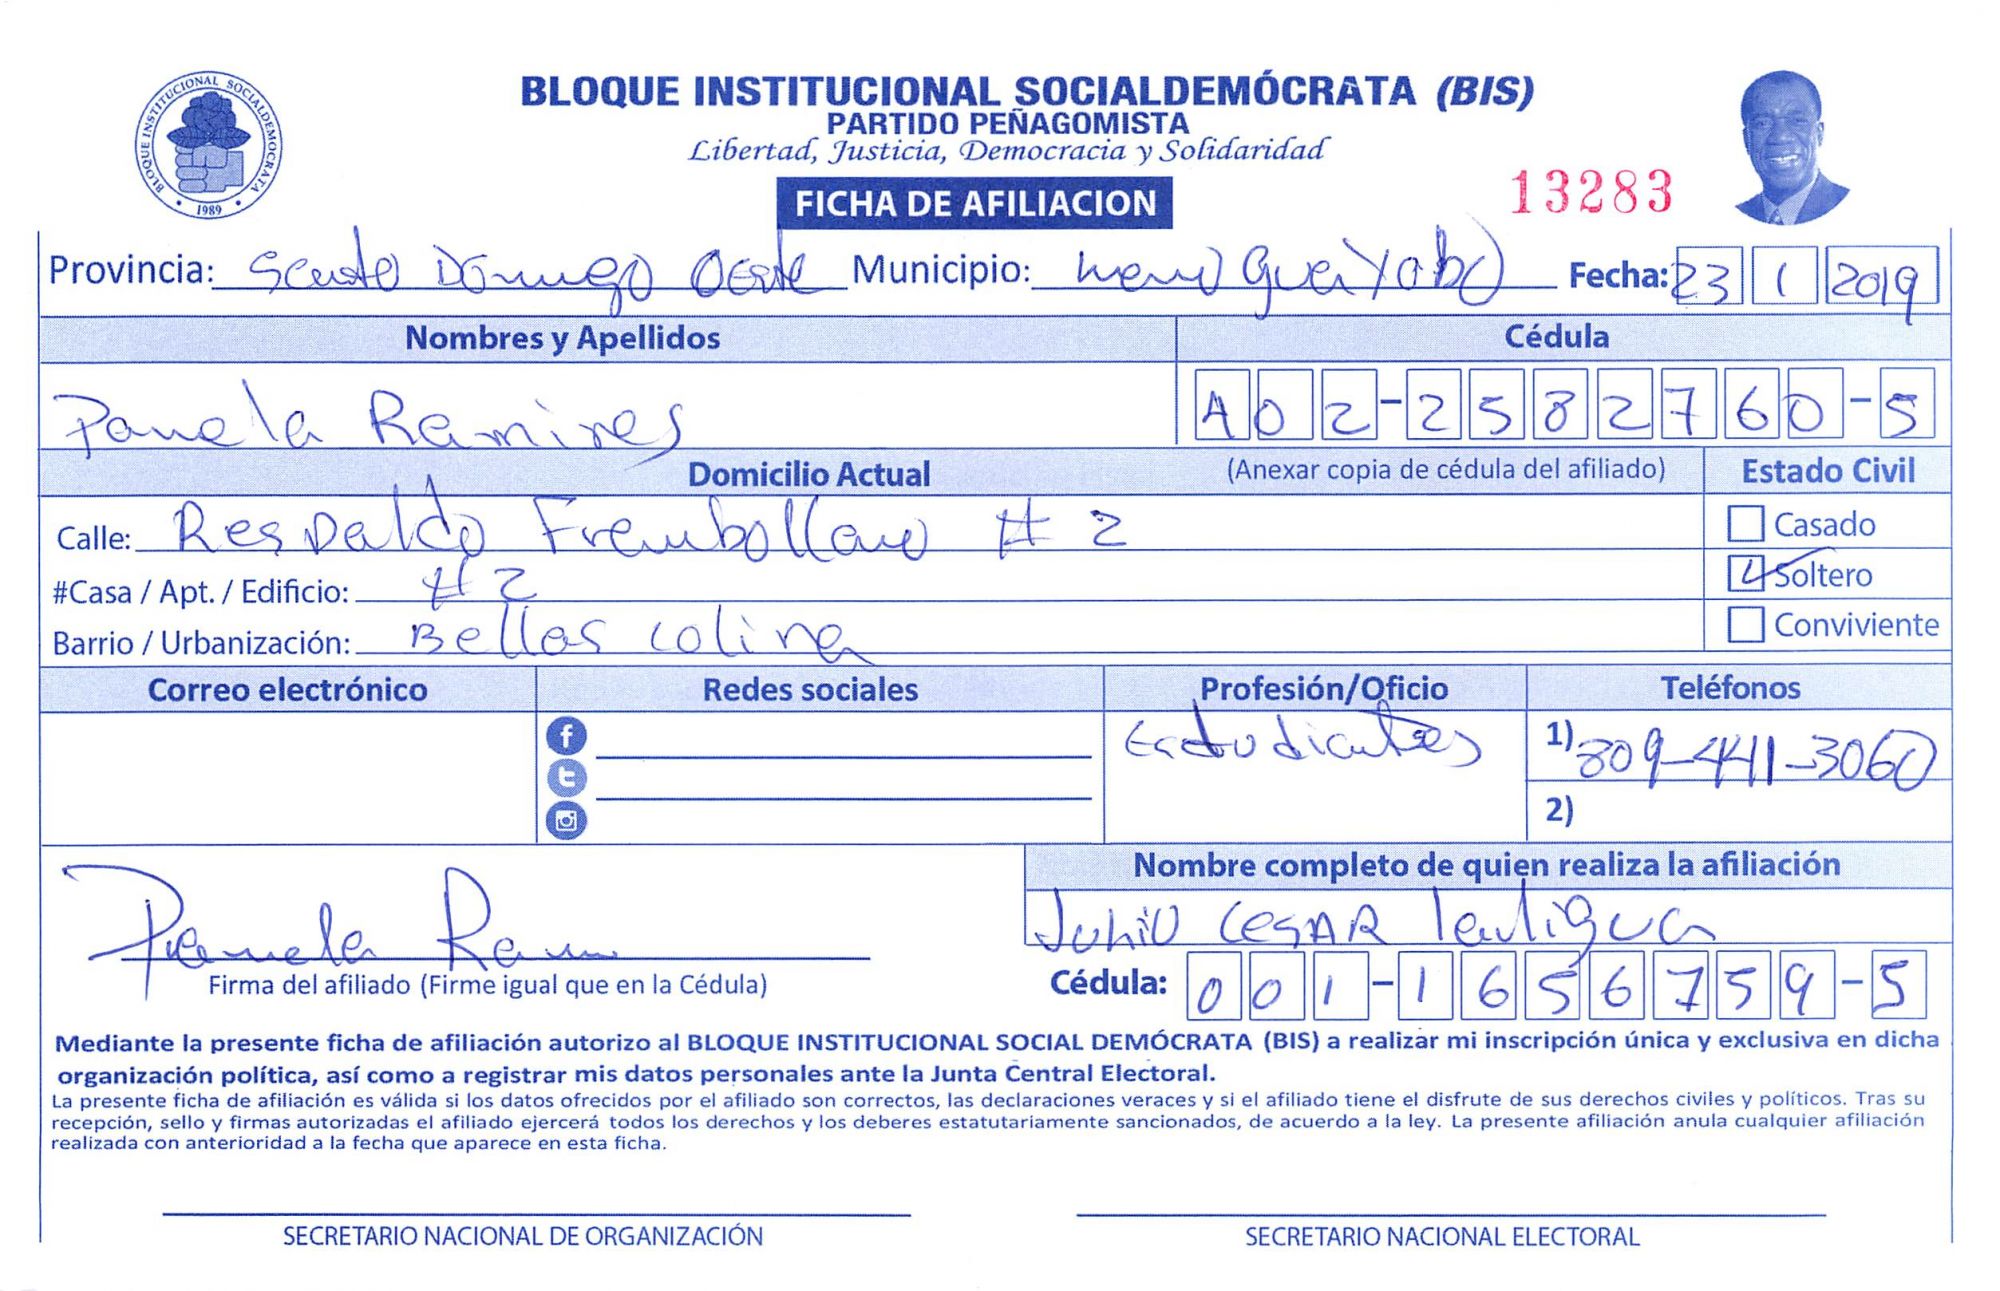 BLOQUE INSTITUCIONAL SOCIALDEMOCRATA
1989
BLOQUE INSTITUCIONAL SOCIALDEMÓCRATA (BIS)
PARTIDO PEÑAGOMISTA
Libertad, Justicia, Democracia y Solidaridad
FICHA DE AFILIACION
13283
Provincia: Santo Domingo Oeste Municipio: Guayabo Fecha: 23 1 2019
Nombres y Apellidos Cédula
Pamela Ramires A02-2582760-5
Domicilio Actual (Anexar copia de cédula del afiliado) Estado Civil
Calle: Respaldo # 2
Casado
#Casa / Apt. / Edificio: #2
Soltero
Barrio / Urbanización: Bellas Colina
Conviviente
Correo electrónico Redes sociales Profesión/Oficio Teléfonos
Estudiantes 1) 809-441-3060
2)
Nombre completo de quien realiza la afiliación
Julio CESAR
Pamela Ram
Firma del afiliado (Firme igual que en la Cédula) Cédula: 001-1656759-5
Mediante la presente ficha de afiliación autorizo al BLOQUE INSTITUCIONAL SOCIAL DEMÓCRATA (BIS) a realizar mi inscripción única y exclusiva en dicha
organización política, así como a registrar mis datos personales ante la Junta Central Electoral.
La presente ficha de afiliación es válida si los datos ofrecidos por el afiliado son correctos, las declaraciones veraces y si el afiliado tiene el disfrute de sus derechos civiles y políticos. Tras su
recepción, sello y firmas autorizadas el afiliado ejercerá todos los derechos y los deberes estatutariamente sancionados, de acuerdo a la ley. La presente afiliación anula cualquier afiliación
realizada con anterioridad a la fecha que aparece en esta ficha.
SECRETARIO NACIONAL DE ORGANIZACIÓN SECRETARIO NACIONAL ELECTORAL